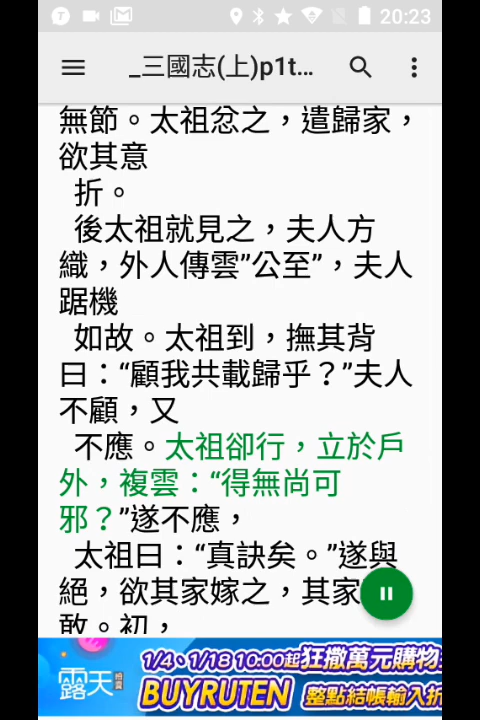 20:23
_三國志(上)p1t...
無節。太祖忿之，遣歸家，
欲其意
折。
後太祖就見之，夫人方
織，外人傳雲”公至”，夫人
踞機
如故。太祖到，撫其背
曰：“顧我共載歸乎？”夫人
不顧，又
不應。太祖卻行，立於戶
外，複雲：“得無尚可
邪？”遂不應，
太祖曰：“真訣矣。”遂與
絕，欲其家嫁之，其家
敢。初，
露天拍賣
1/4、1/18 10:00起狂撒萬元購物
BUYRUTEN 整點結帳輸入折